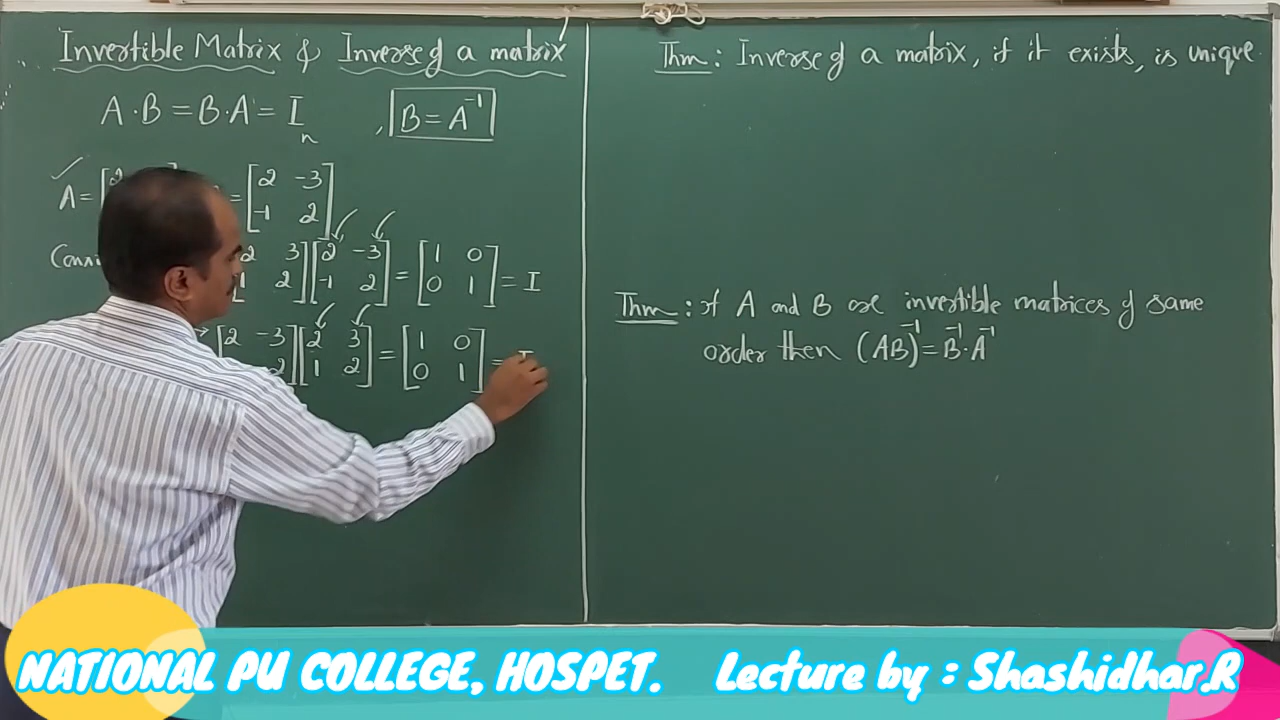 Invertible Matrix & Inverse of a matrix
A·B = B·A = Iₙ , B = A⁻¹
A = [2 = [2 -3
-1 2]
2 3] [2 -3] = [1 0] = I
1 2] [-1 2] [0 1]
[2 -3] [2 3] = [1 0] = I
2] [1 2] [0 1]
Thm: Inverse of a matrix, if it exists, is unique
Thm: If A and B are invertible matrices of same
order then (AB)⁻¹ = B⁻¹·A⁻¹
NATIONAL PU COLLEGE, HOSPET. Lecture by : Shashidhar.R